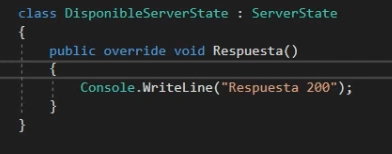 class DisponibleServerState : ServerState
{
    public override void Respuesta()
    {
        Console.WriteLine("Respuesta 200");
    }
}